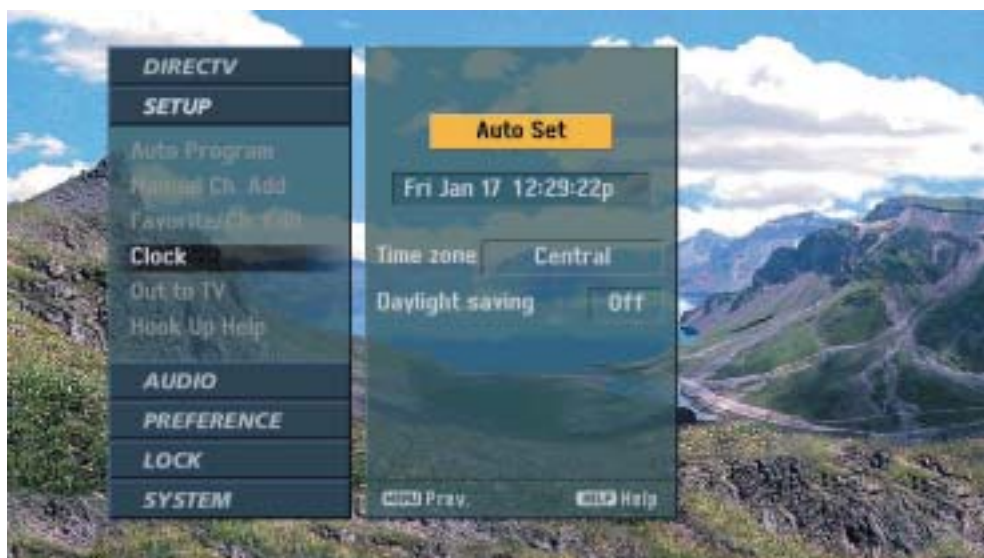 DIRECTV
SETUP
Auto Program
Manual Ch. Add
Favorite/Ch. Edit
Clock
Out to TV
Hook Up Help
AUDIO
PREFERENCE
LOCK
SYSTEM
Auto Set
Fri Jan 17 12:29:22p
Time zone Central
Daylight saving Off
MENU Prev.
HELP Help